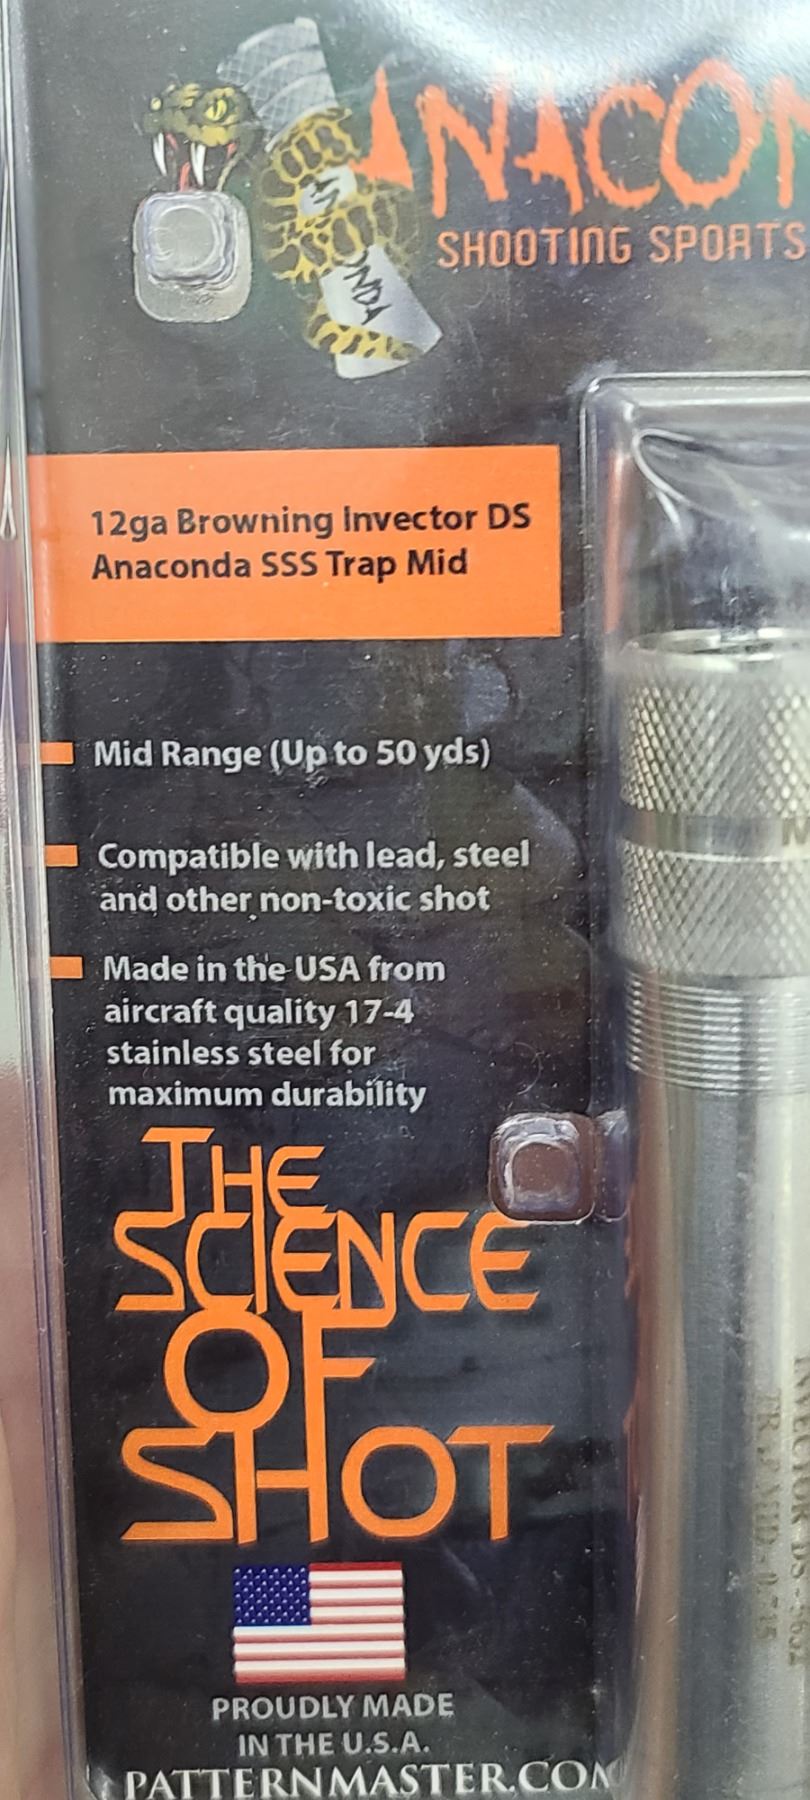 ANACON
SHOOTING SPORTS
12ga Browning Invector DS
Anaconda SSS Trap Mid
Mid Range (Up to 50 yds)
Compatible with lead, steel
and other non-toxic shot
Made in the USA from
aircraft quality 17-4
stainless steel for
maximum durability
THE
SCIENCE
OF
SHOT
PROUDLY MADE
IN THE U.S.A.
PATTERNMASTER.COM